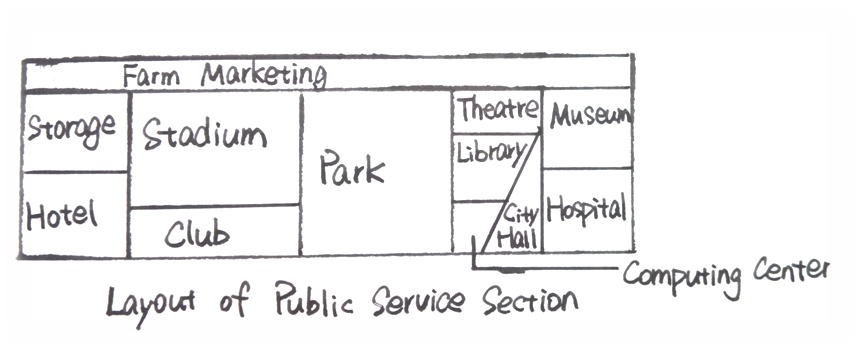 Farm Marketing
Storage
Stadium
Park
Theatre
Museum
Library
Hotel
Club
City
Hall
Hospital
Computing Center
Layout of Public Service Section